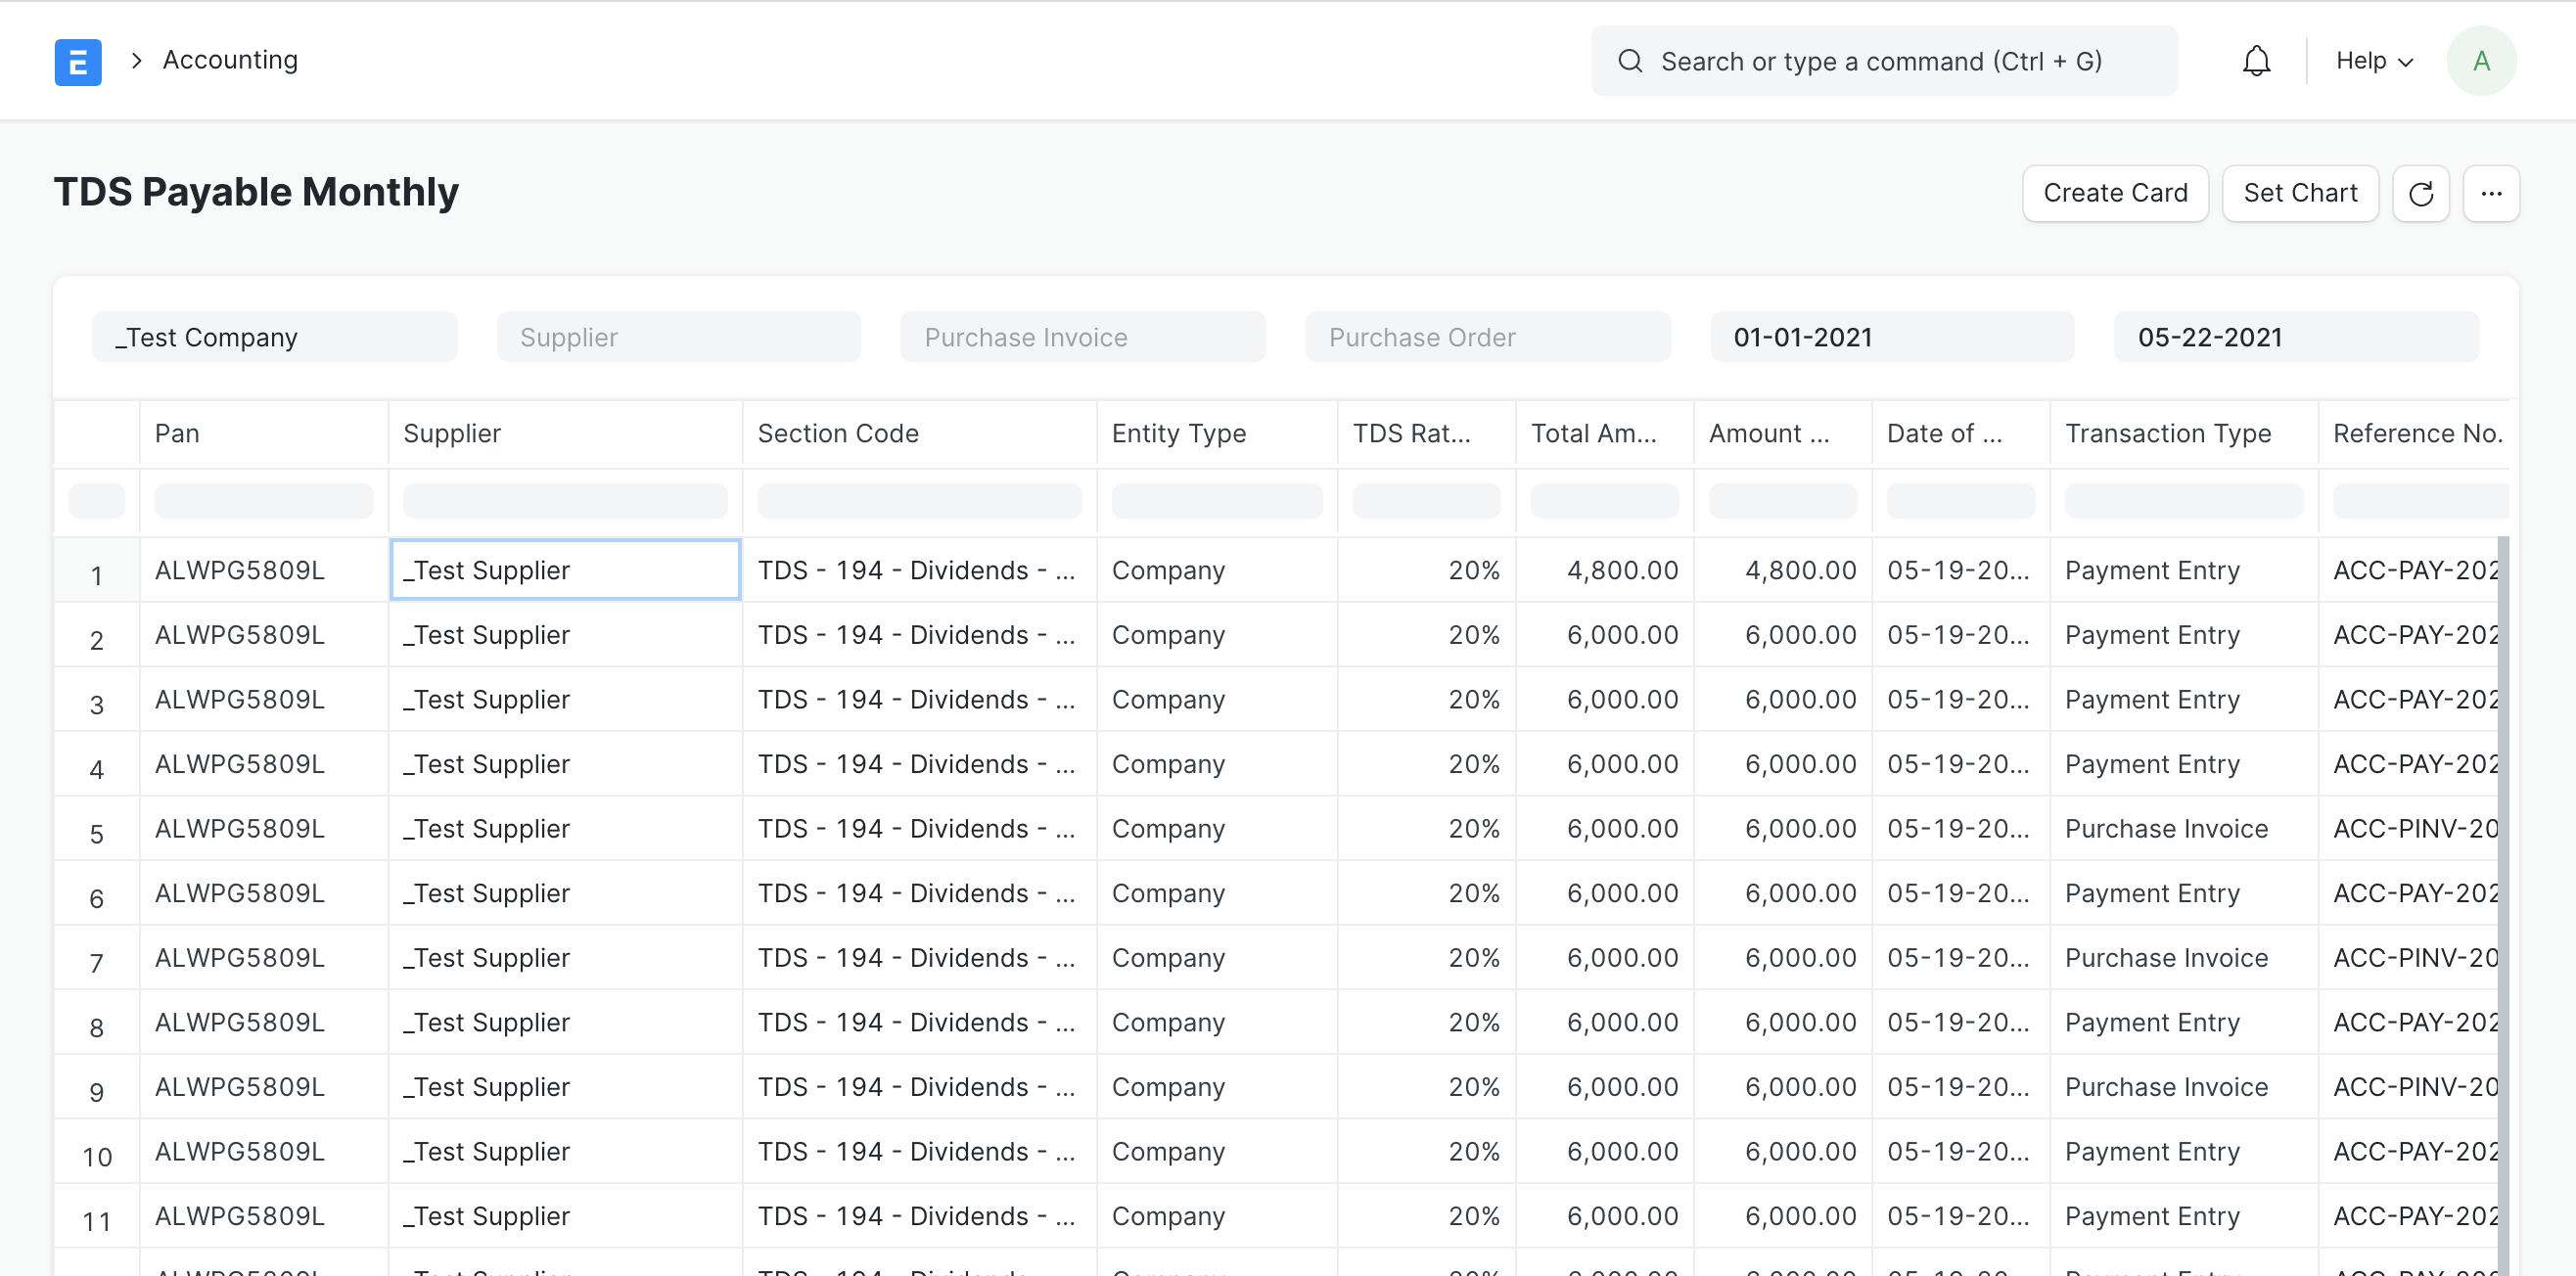 E > Accounting Search or type a command (Ctrl + G) Help A
TDS Payable Monthly Create Card Set Chart ...
_Test Company Supplier Purchase Invoice Purchase Order 01-01-2021 05-22-2021
Pan Supplier Section Code Entity Type TDS Rat... Total Am... Amount ... Date of ... Transaction Type Reference No.
1 ALWPG5809L _Test Supplier TDS - 194 - Dividends - ... Company 20% 4,800.00 4,800.00 05-19-20... Payment Entry ACC-PAY-202
2 ALWPG5809L _Test Supplier TDS - 194 - Dividends - ... Company 20% 6,000.00 6,000.00 05-19-20... Payment Entry ACC-PAY-202
3 ALWPG5809L _Test Supplier TDS - 194 - Dividends - ... Company 20% 6,000.00 6,000.00 05-19-20... Payment Entry ACC-PAY-202
4 ALWPG5809L _Test Supplier TDS - 194 - Dividends - ... Company 20% 6,000.00 6,000.00 05-19-20... Payment Entry ACC-PAY-202
5 ALWPG5809L _Test Supplier TDS - 194 - Dividends - ... Company 20% 6,000.00 6,000.00 05-19-20... Purchase Invoice ACC-PINV-20
6 ALWPG5809L _Test Supplier TDS - 194 - Dividends - ... Company 20% 6,000.00 6,000.00 05-19-20... Payment Entry ACC-PAY-202
7 ALWPG5809L _Test Supplier TDS - 194 - Dividends - ... Company 20% 6,000.00 6,000.00 05-19-20... Purchase Invoice ACC-PINV-20
8 ALWPG5809L _Test Supplier TDS - 194 - Dividends - ... Company 20% 6,000.00 6,000.00 05-19-20... Payment Entry ACC-PAY-202
9 ALWPG5809L _Test Supplier TDS - 194 - Dividends - ... Company 20% 6,000.00 6,000.00 05-19-20... Purchase Invoice ACC-PINV-20
10 ALWPG5809L _Test Supplier TDS - 194 - Dividends - ... Company 20% 6,000.00 6,000.00 05-19-20... Payment Entry ACC-PAY-202
11 ALWPG5809L _Test Supplier TDS - 194 - Dividends - ... Company 20% 6,000.00 6,000.00 05-19-20... Payment Entry ACC-PAY-202